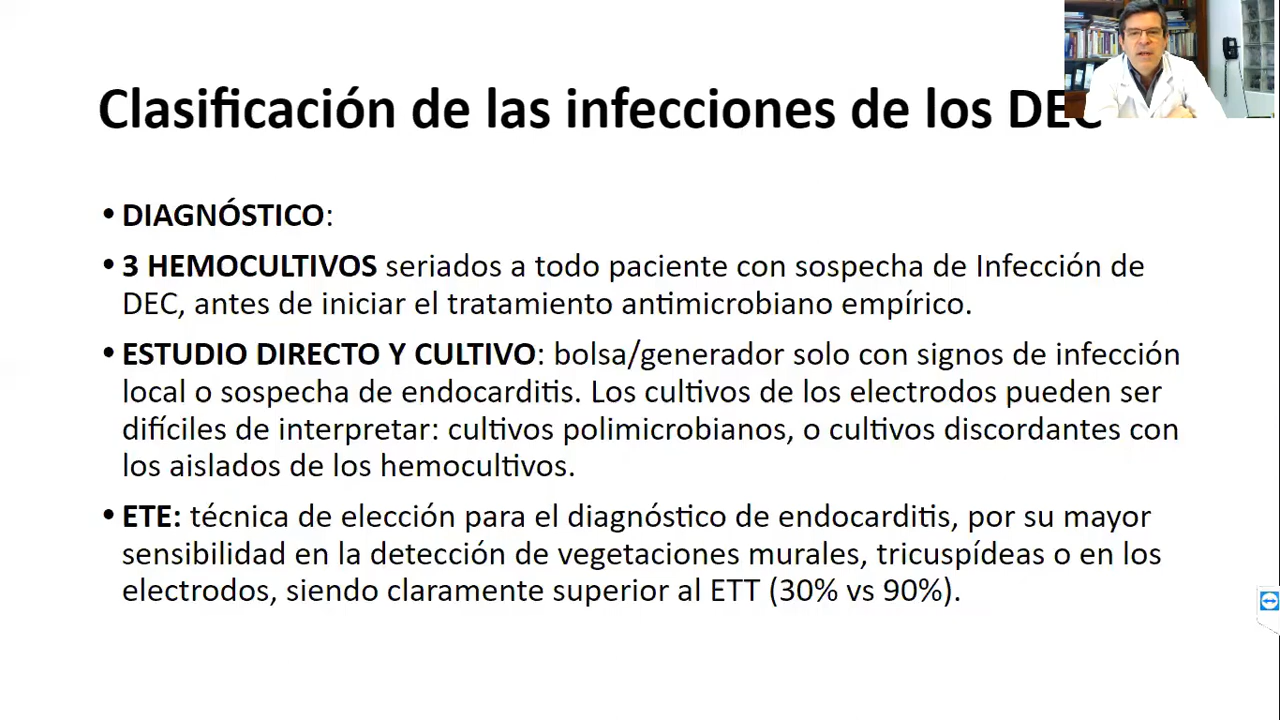 Clasificación de las infecciones de los DEC
• DIAGNÓSTICO:
• 3 HEMOCULTIVOS seriados a todo paciente con sospecha de Infección de
DEC, antes de iniciar el tratamiento antimicrobiano empírico.
• ESTUDIO DIRECTO Y CULTIVO: bolsa/generador solo con signos de infección
local o sospecha de endocarditis. Los cultivos de los electrodos pueden ser
difíciles de interpretar: cultivos polimicrobianos, o cultivos discordantes con
los aislados de los hemocultivos.
• ETE: técnica de elección para el diagnóstico de endocarditis, por su mayor
sensibilidad en la detección de vegetaciones murales, tricuspídeas o en los
electrodos, siendo claramente superior al ETT (30% vs 90%).